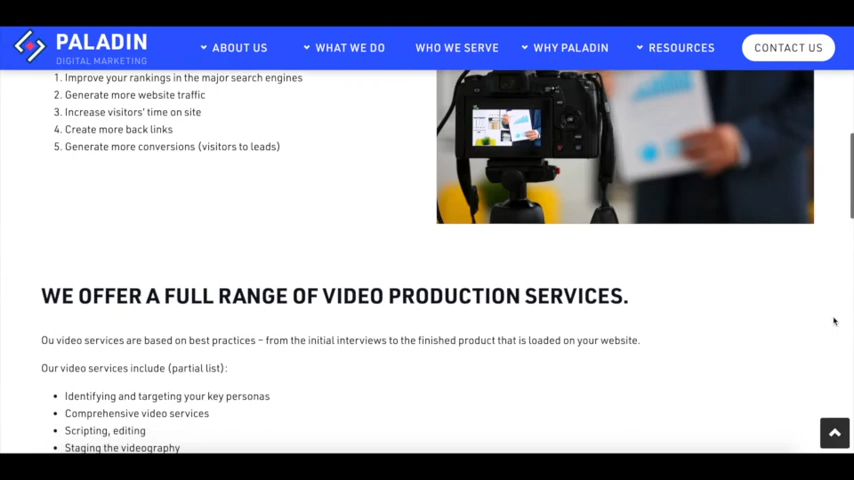 PALADIN
DIGITAL MARKETING
ABOUT US
WHAT WE DO
WHO WE SERVE
WHY PALADIN
RESOURCES
CONTACT US
1. Improve your rankings in the major search engines
2. Generate more website traffic
3. Increase visitors' time on site
4. Create more back links
5. Generate more conversions (visitors to leads)
WE OFFER A FULL RANGE OF VIDEO PRODUCTION SERVICES.
Ou video services are based on best practices – from the initial interviews to the finished product that is loaded on your website.
Our video services include (partial list):
• Identifying and targeting your key personas
• Comprehensive video services
• Scripting, editing
• Staging the videography